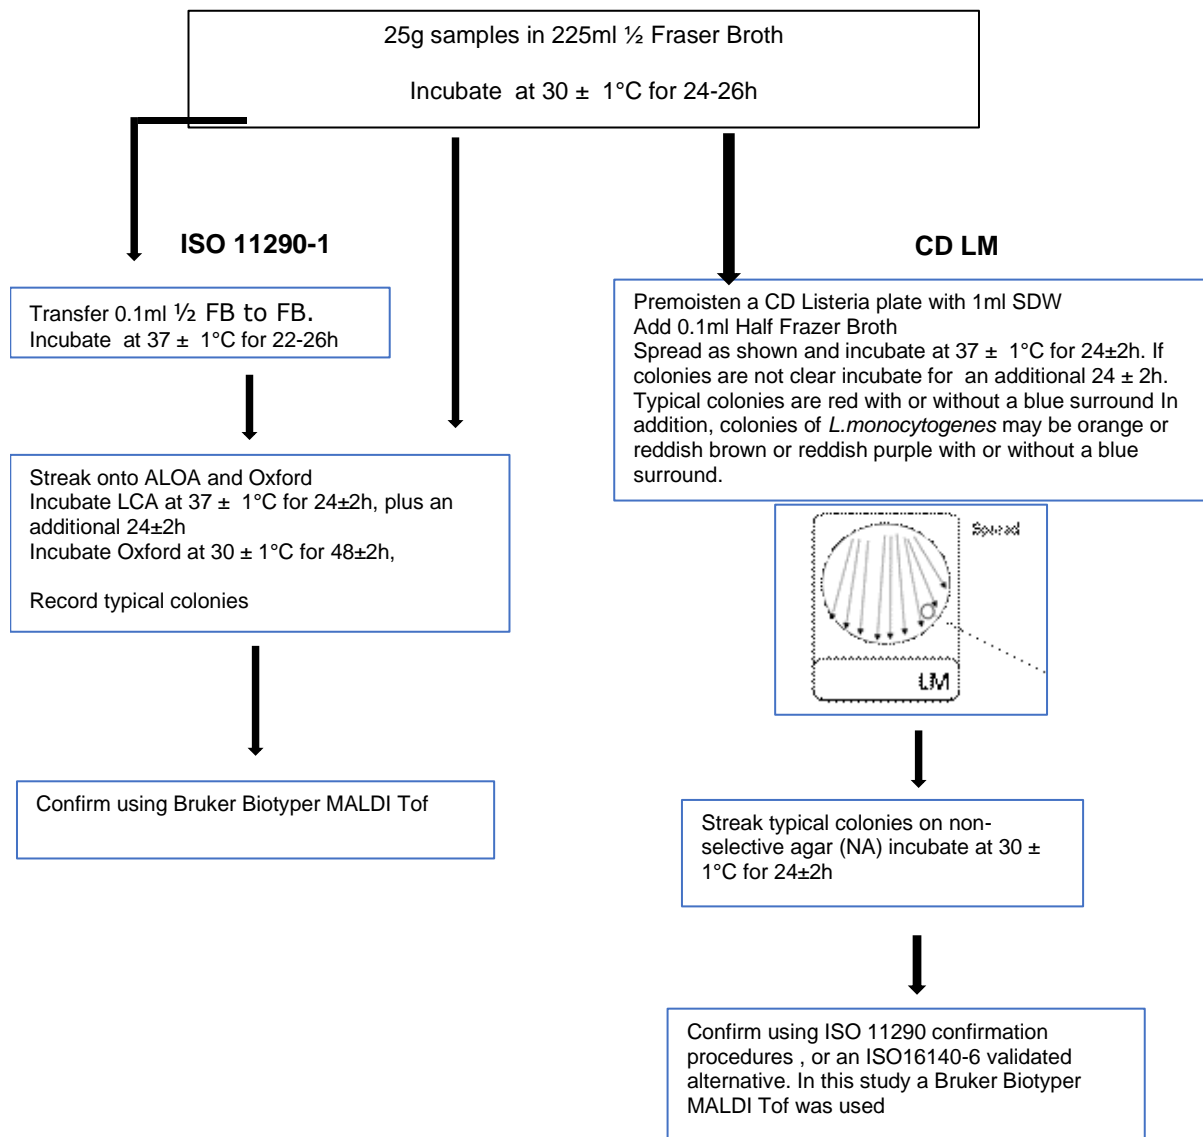 25g samples in 225ml ½ Fraser Broth
Incubate at 30 ± 1°C for 24-26h
ISO 11290-1
Transfer 0.1ml ½ FB to FB.
Incubate at 37 ± 1°C for 22-26h
Streak onto ALOA and Oxford
Incubate LCA at 37 ± 1°C for 24±2h, plus an
additional 24±2h
Incubate Oxford at 30 ± 1°C for 48±2h,
Record typical colonies
Confirm using Bruker Biotyper MALDI Tof
CD LM
Premoisten a CD Listeria plate with 1ml SDW
Add 0.1ml Half Frazer Broth
Spread as shown and incubate at 37 ± 1°C for 24±2h. If
colonies are not clear incubate for an additional 24 ± 2h.
Typical colonies are red with or without a blue surround In
addition, colonies of L.monocytogenes may be orange or
reddish brown or reddish purple with or without a blue
surround.
Spread
LM
Streak typical colonies on non-
selective agar (NA) incubate at 30 ±
1°C for 24±2h
Confirm using ISO 11290 confirmation
procedures , or an ISO16140-6 validated
alternative. In this study a Bruker Biotyper
MALDI Tof was used